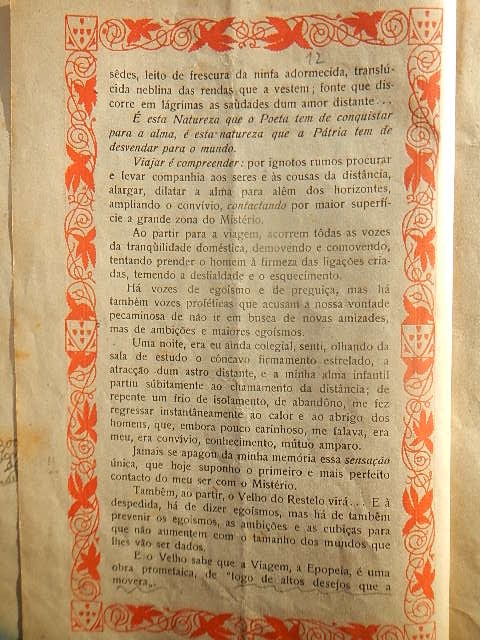 12
sêdes, leito de frescura da ninfa adormecida, translú-
cida neblina das rendas que a vestem; fonte que dis-
corre em lágrimas as saüdades dum amor distante...
É esta Natureza que o Poeta tem de conquistar
para a alma, é esta natureza que a Pátria tem de
desvendar para o mundo.
Viajar é compreender: por ignotos rumos procurar
e levar companhia aos seres e às cousas da distância,
alargar, dilatar a alma para além dos horizontes,
ampliando o convívio, contactando por maior superfí-
cie a grande zona do Mistério.
Ao partir para a viagem, acorrem tôdas as vozes
da tranqüilidade doméstica, demovendo e comovendo,
tentando prender o homem à firmeza das ligações cria-
das, temendo a deslialdade e o esquecimento.
Há vozes de egoísmo e de preguiça, mas há
também vozes proféticas que acusam a nossa vontade
pecaminosa de não ir em busca de novas amizades,
mas de ambições e maiores egoísmos.
Uma noite, era eu ainda colegial, senti, olhando da
sala de estudo o côncavo firmamento estrelado, a
atracção dum astro distante, e a minha alma infantil
partiu súbitamente ao chamamento da distância; de
repente um frio de isolamento, de abandôno, me fez
regressar instantâneamente ao calor e ao abrigo dos
homens, que, embora pouco carinhoso, me falava, era
meu, era convívio, conhecimento, mútuo amparo.
Jamais se apagou da minha memória essa sensação
única, que hoje suponho o primeiro e mais perfeito
contacto do meu ser com o Mistério.
Também, ao partir, o Velho do Restelo virá... E à
despedida, há de dizer egoísmos, mas há de também
prevenir os egoísmos, as ambições e as cubiças para
que não aumentem com o tamanho dos mundos que
lhes vão ser dados.
E o Velho sabe que a Viagem, a Epopeia, é uma
obra prometaica, de "fogo de altos desejos que a
movera„.